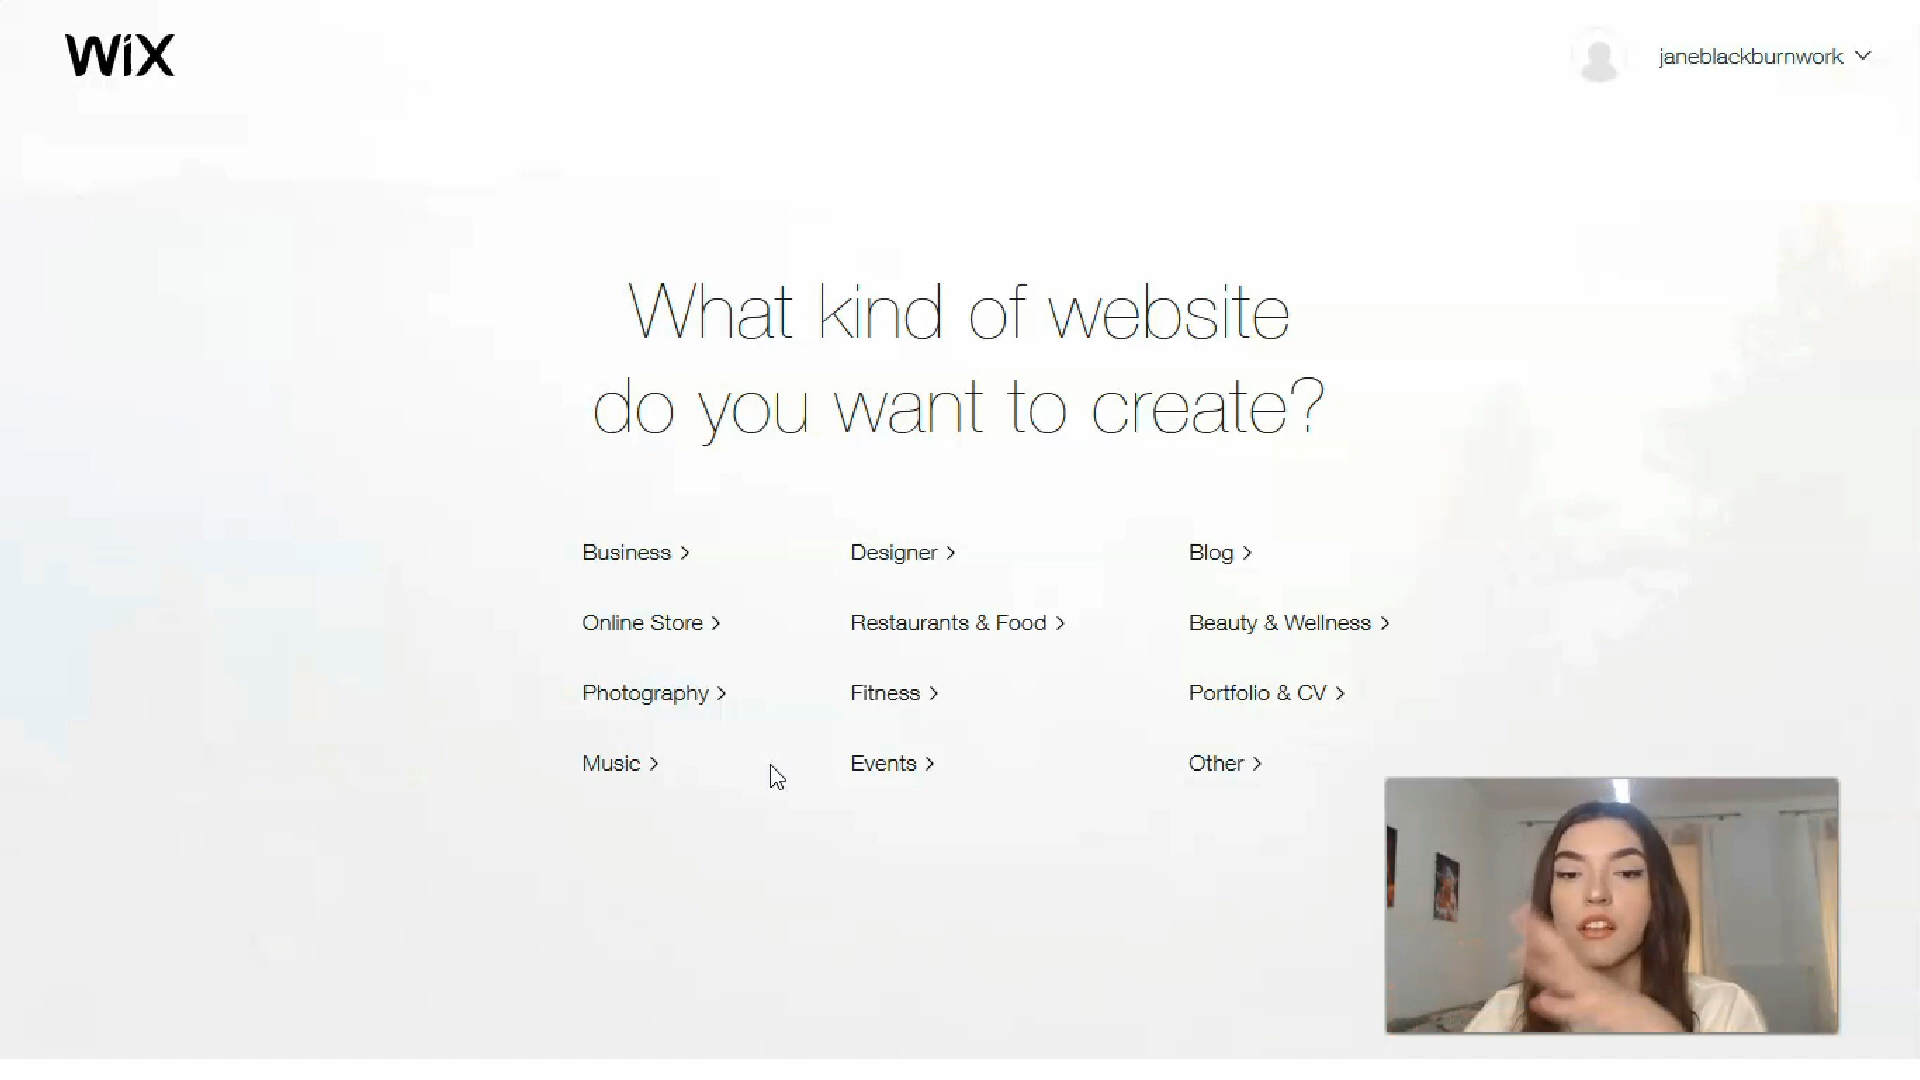 WiX
janeblackburnwork
What kind of website
do you want to create?
Business >
Designer >
Blog >
Online Store >
Restaurants & Food >
Beauty & Wellness >
Photography >
Fitness >
Portfolio & CV >
Music >
Events >
Other >